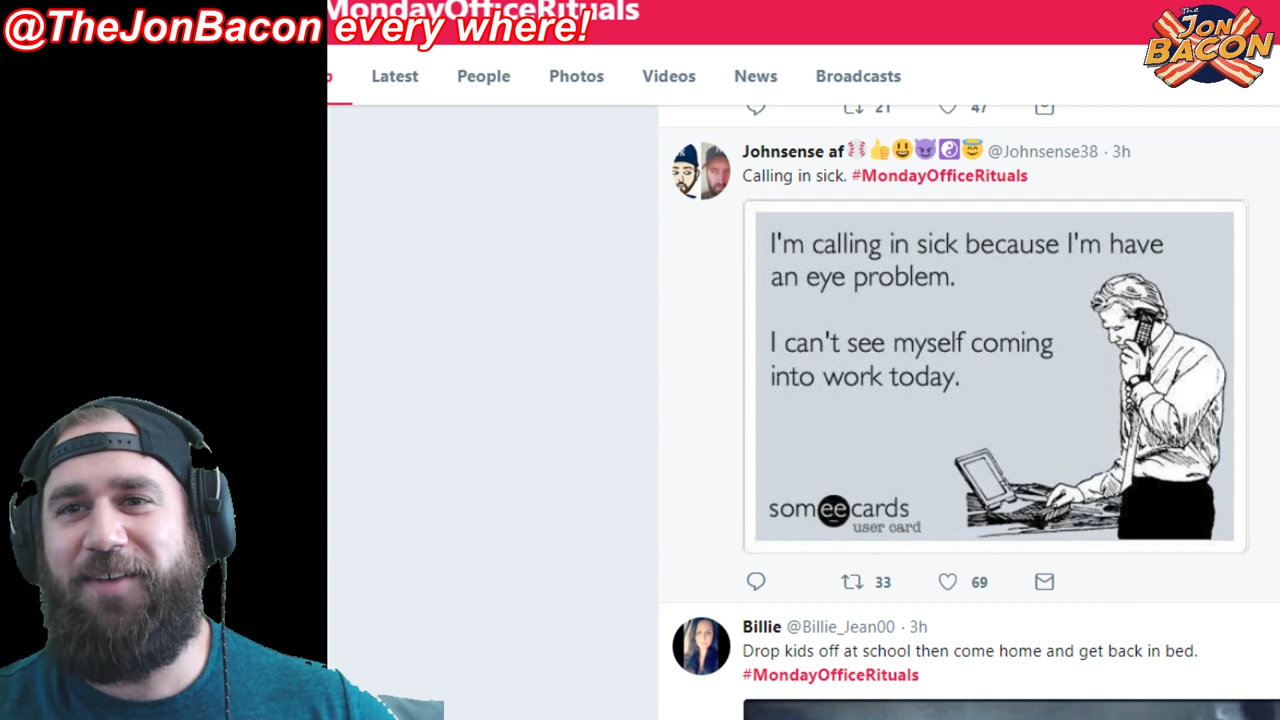 @TheJonBacon every where!
MondayOfficeRituals
The
JON
BACON
Latest People Photos Videos News Broadcasts
21 47
Johnsense af @Johnsense38 · 3h
Calling in sick. #MondayOfficeRituals
I'm calling in sick because I'm have
an eye problem.
I can't see myself coming
into work today.
someecards
user card
33 69
Billie @Billie_Jean00 · 3h
Drop kids off at school then come home and get back in bed.
#MondayOfficeRituals